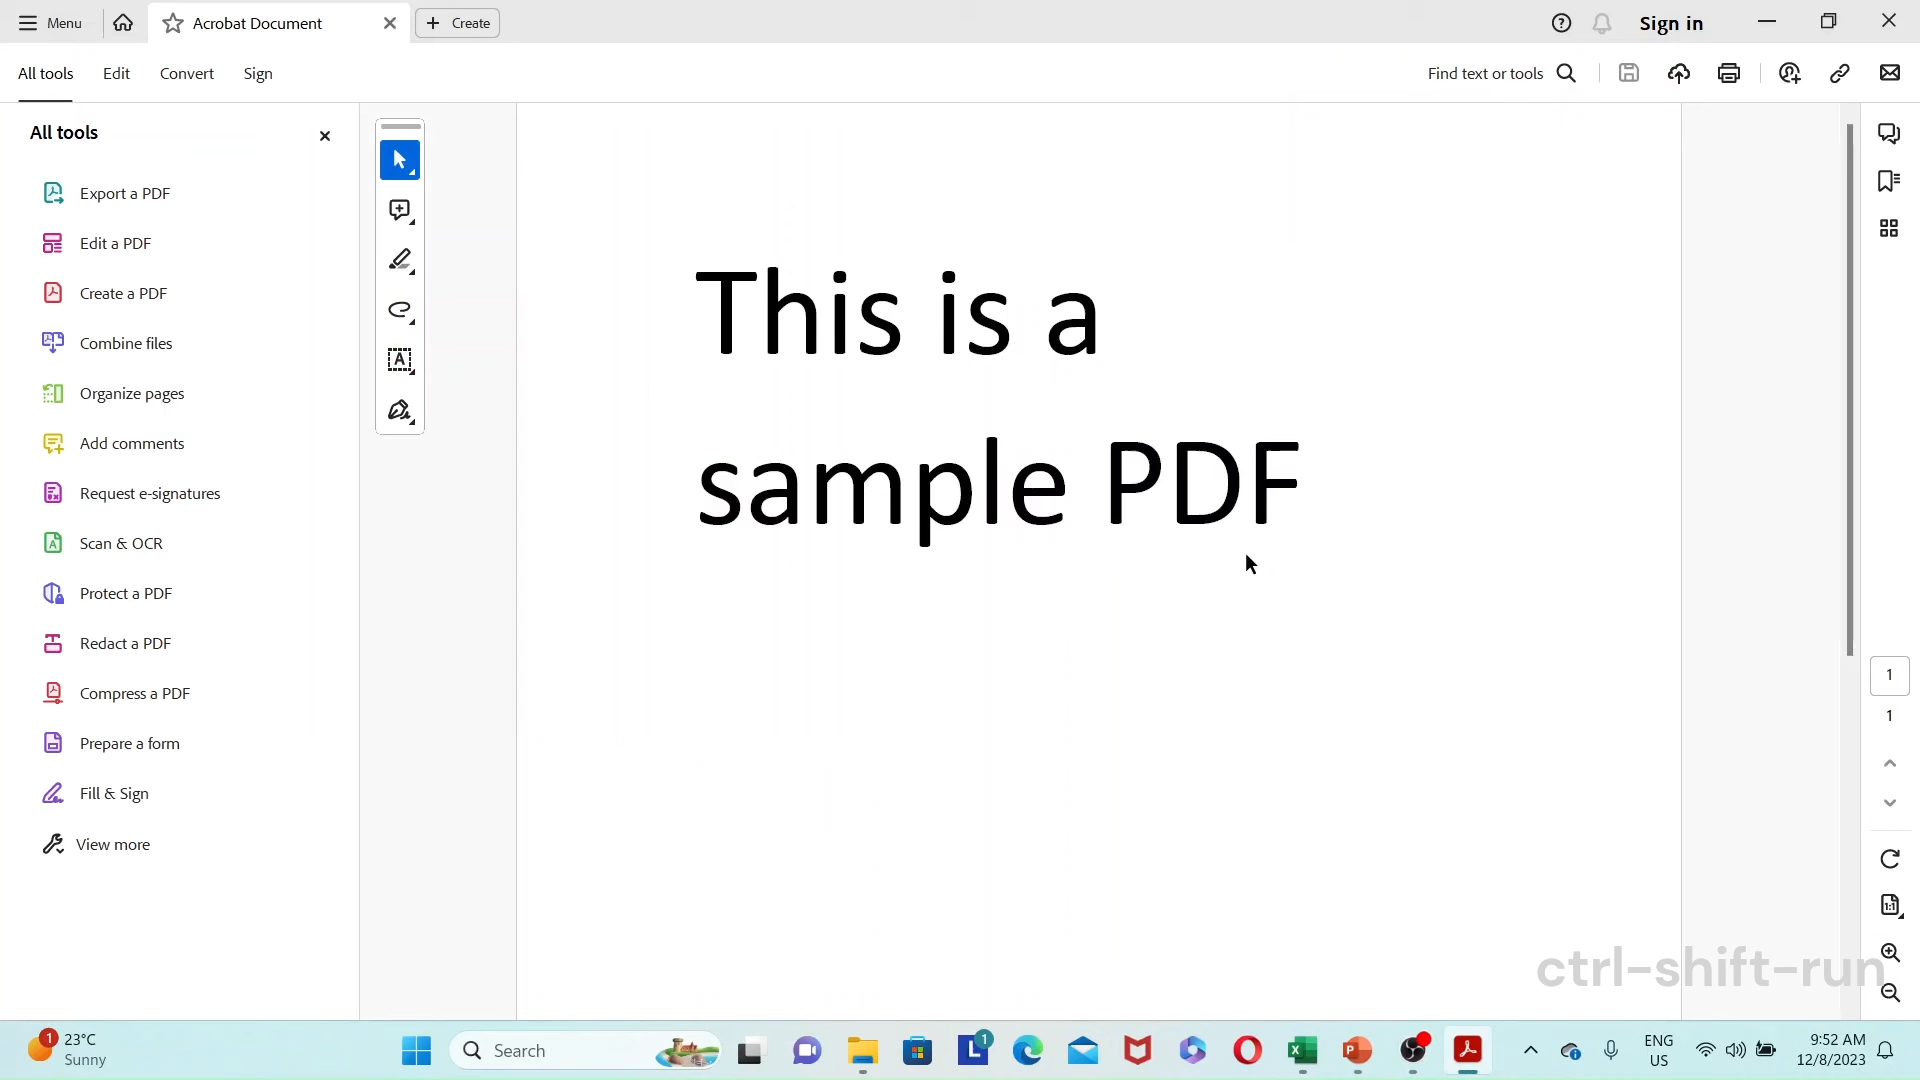 Menu
Acrobat Document
Create
Sign in
All tools
Edit
Convert
Sign
Find text or tools
All tools
Export a PDF
Edit a PDF
Create a PDF
Combine files
Organize pages
Add comments
Request e-signatures
Scan & OCR
Protect a PDF
Redact a PDF
Compress a PDF
Prepare a form
Fill & Sign
View more
This is a
sample PDF
1
1
ctrl-shift-run
1
23°C
Sunny
Search
1
ENG
US
9:52 AM
12/8/2023